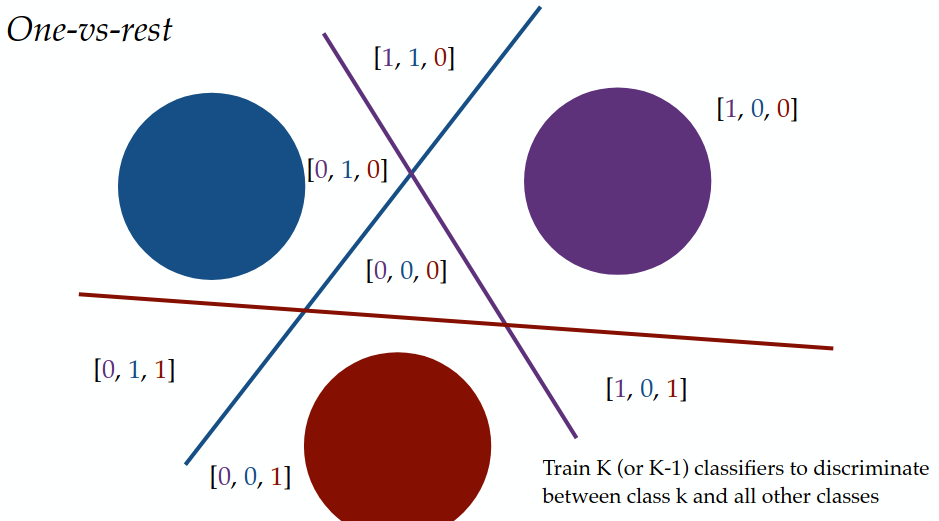 One-vs-rest
[1, 1, 0]
[1, 0, 0]
[0, 1, 0]
[0, 0, 0]
[0, 1, 1]
[1, 0, 1]
[0, 0, 1]
Train K (or K-1) classifiers to discriminate
between class k and all other classes